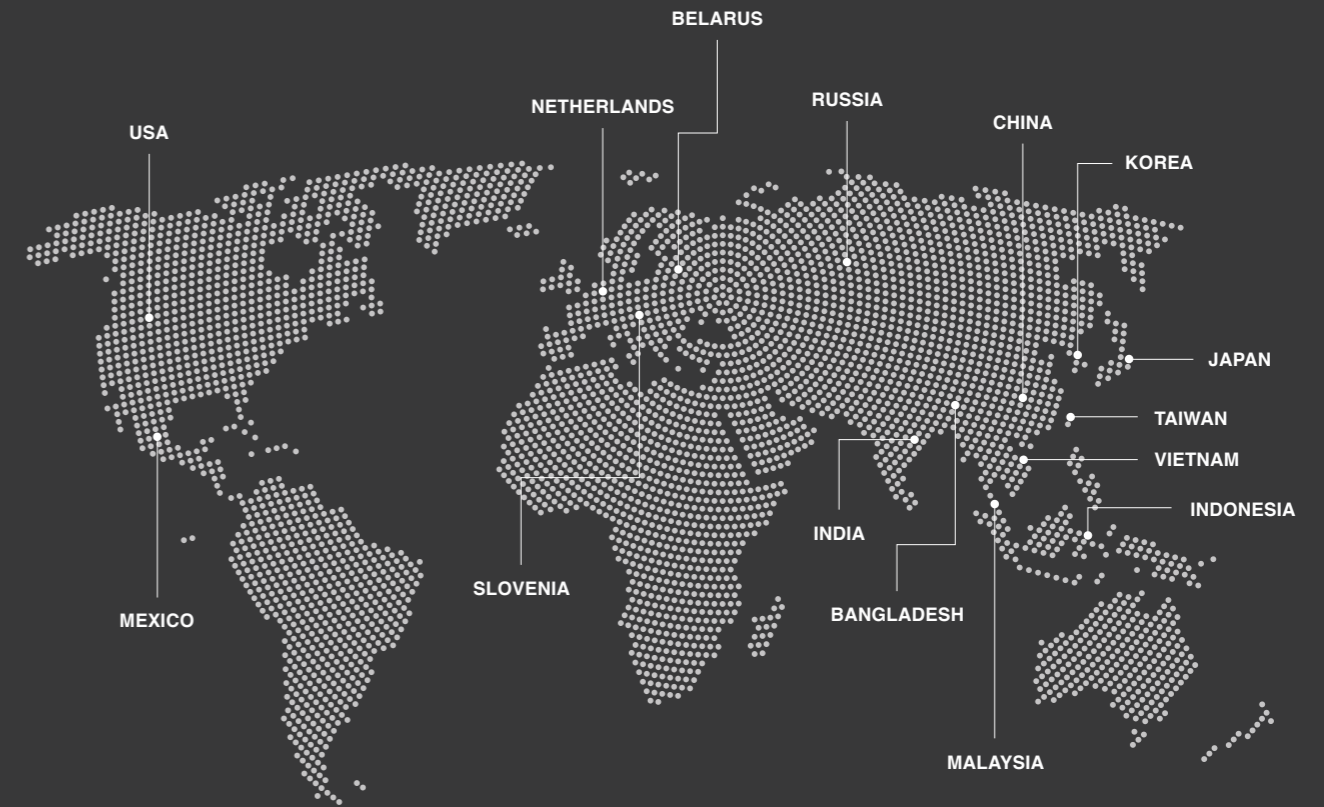 BELARUS
RUSSIA
NETHERLANDS
CHINA
USA
KOREA
JAPAN
TAIWAN
VIETNAM
INDONESIA
INDIA
SLOVENIA
BANGLADESH
MEXICO
MALAYSIA